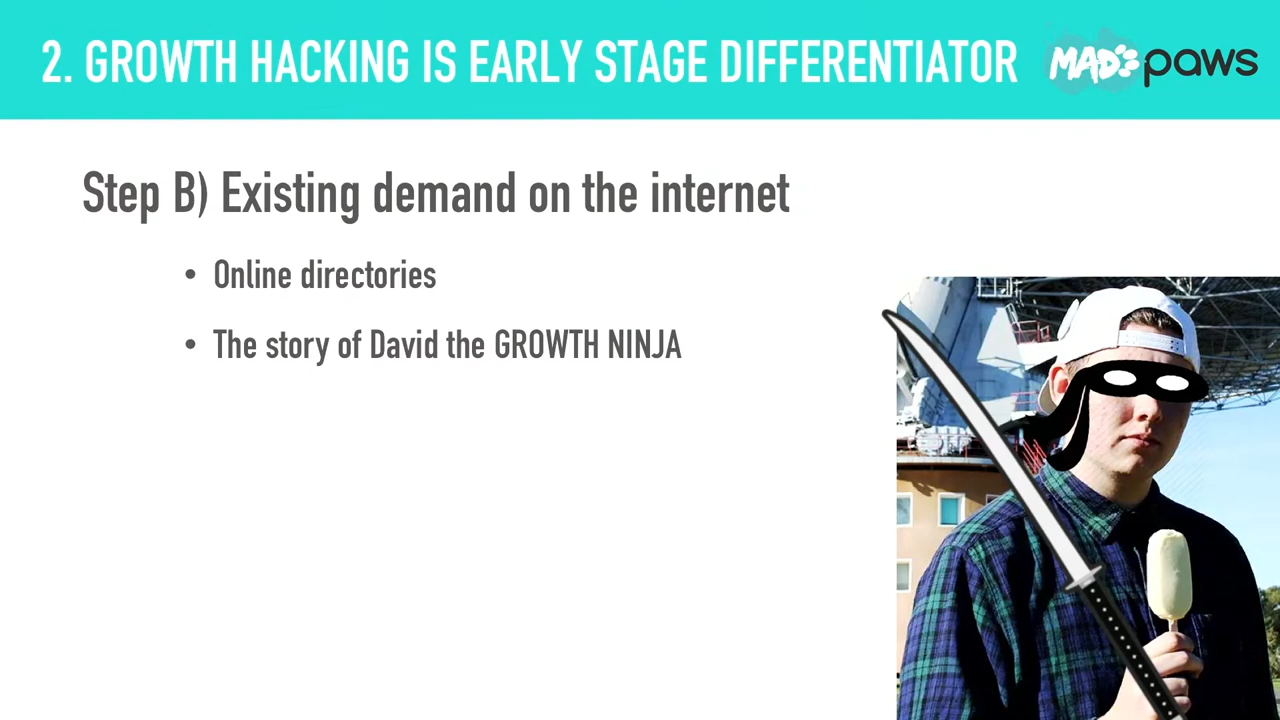 2. GROWTH HACKING IS EARLY STAGE DIFFERENTIATOR
MAD paws
Step B) Existing demand on the internet
• Online directories
• The story of David the GROWTH NINJA